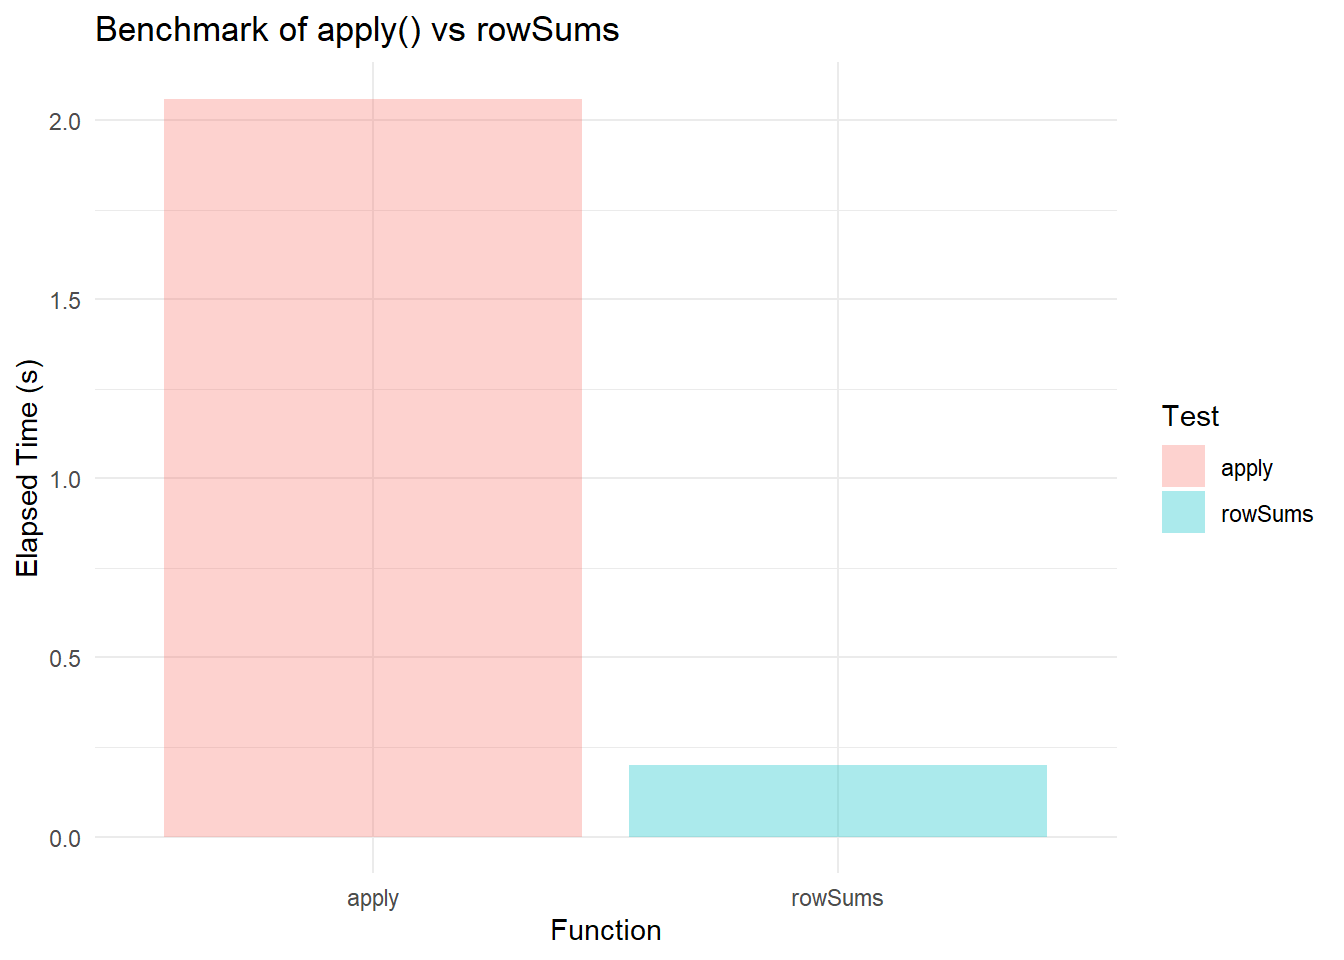 Benchmark of apply() vs rowSums
2.0
1.5
1.0
0.5
0.0
Elapsed Time (s)
apply
rowSums
Function
Test
apply
rowSums